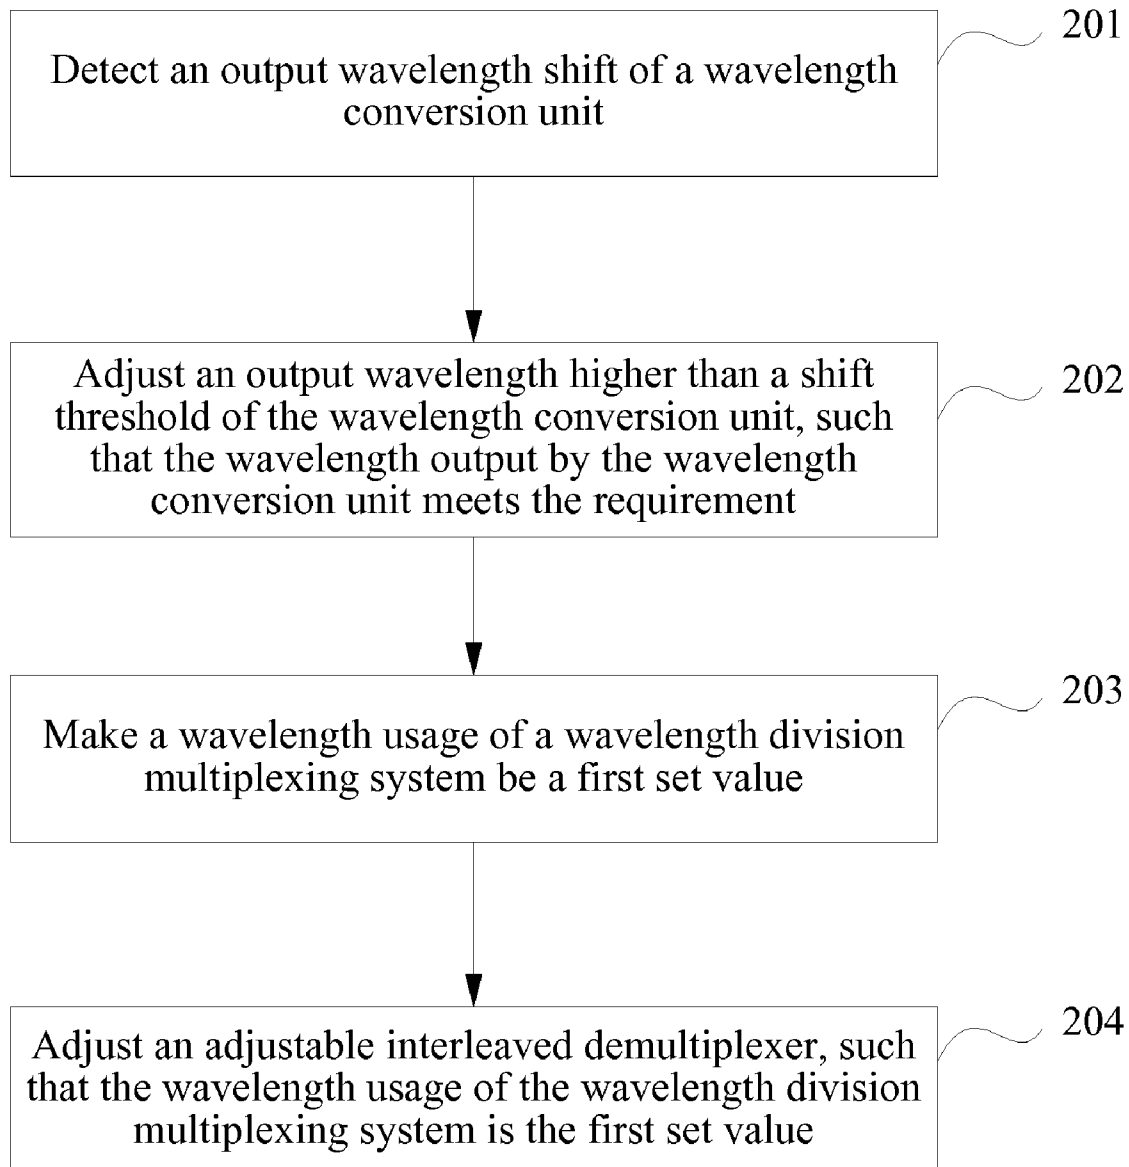 201
Detect an output wavelength shift of a wavelength
conversion unit
202
Adjust an output wavelength higher than a shift
threshold of the wavelength conversion unit, such
that the wavelength output by the wavelength
conversion unit meets the requirement
203
Make a wavelength usage of a wavelength division
multiplexing system be a first set value
204
Adjust an adjustable interleaved demultiplexer, such
that the wavelength usage of the wavelength division
multiplexing system is the first set value